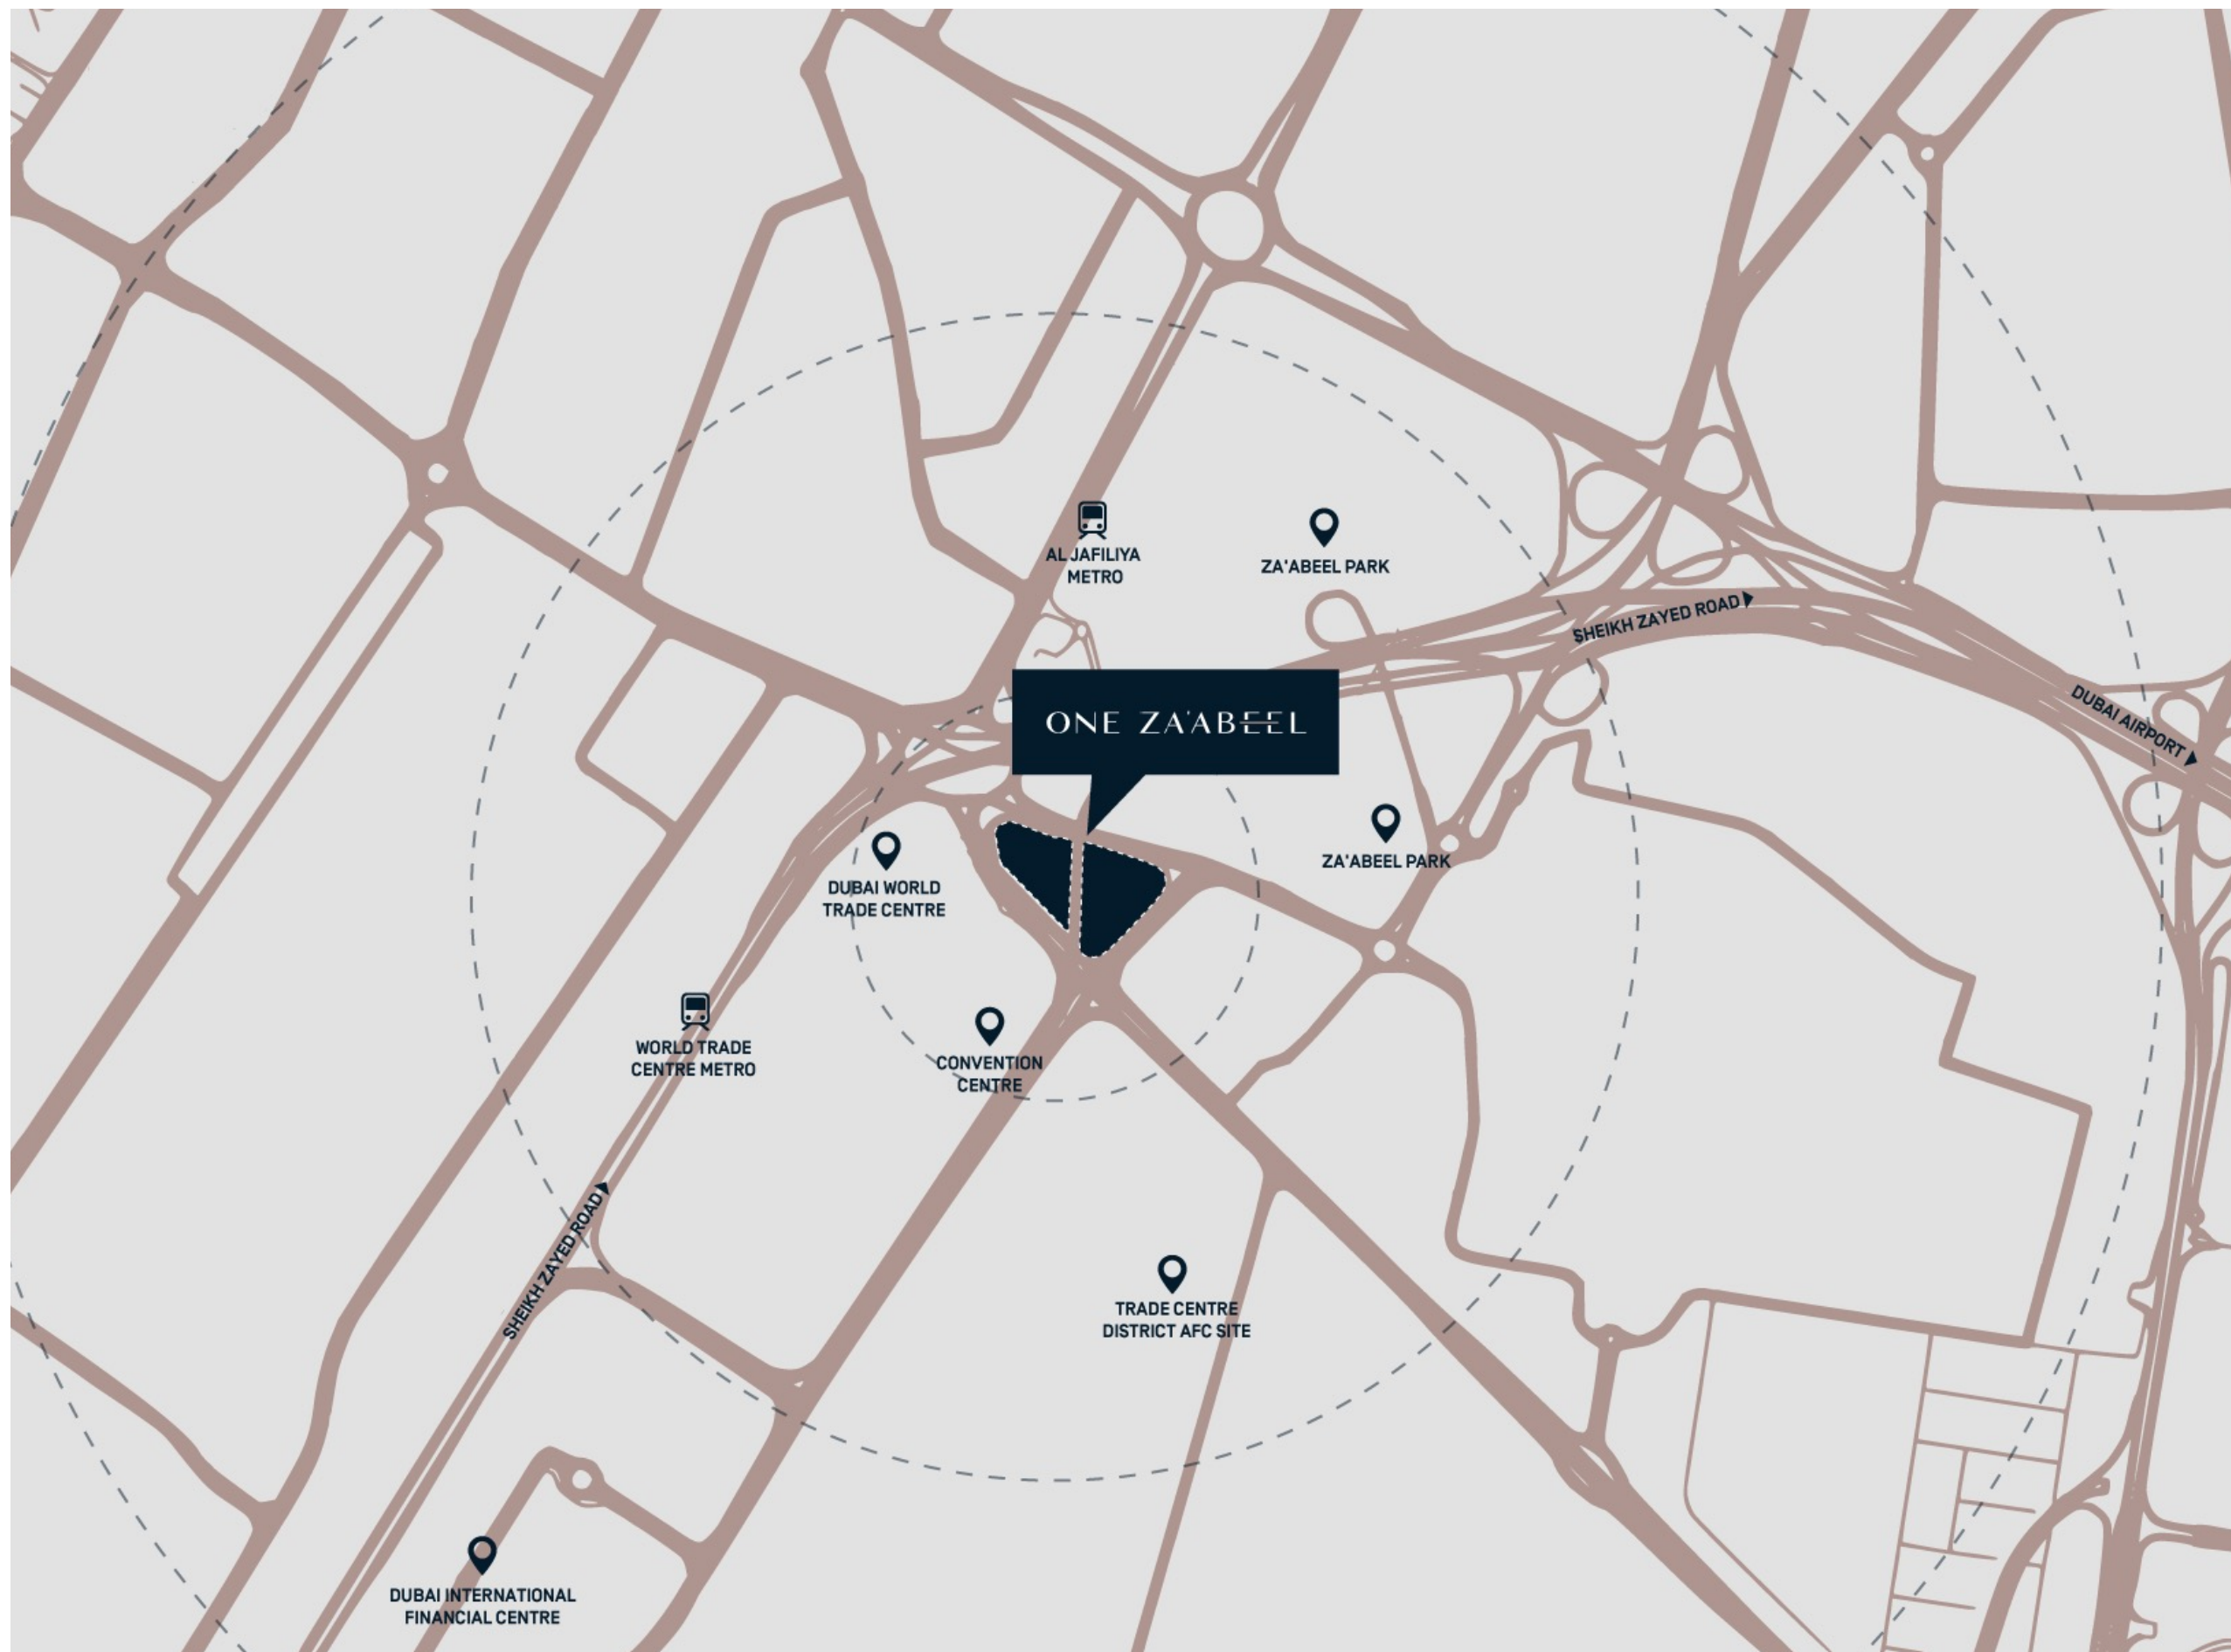 AL JAFILIYA
METRO
ZA'ABEEL PARK
SHEIKH ZAYED ROAD
DUBAI AIRPORT
ONE ZA'ABEEL
ZA'ABEEL PARK
DUBAI WORLD
TRADE CENTRE
WORLD TRADE
CENTRE METRO
CONVENTION
CENTRE
SHEIKH ZAYED ROAD
TRADE CENTRE
DISTRICT AFC SITE
DUBAI INTERNATIONAL
FINANCIAL CENTRE